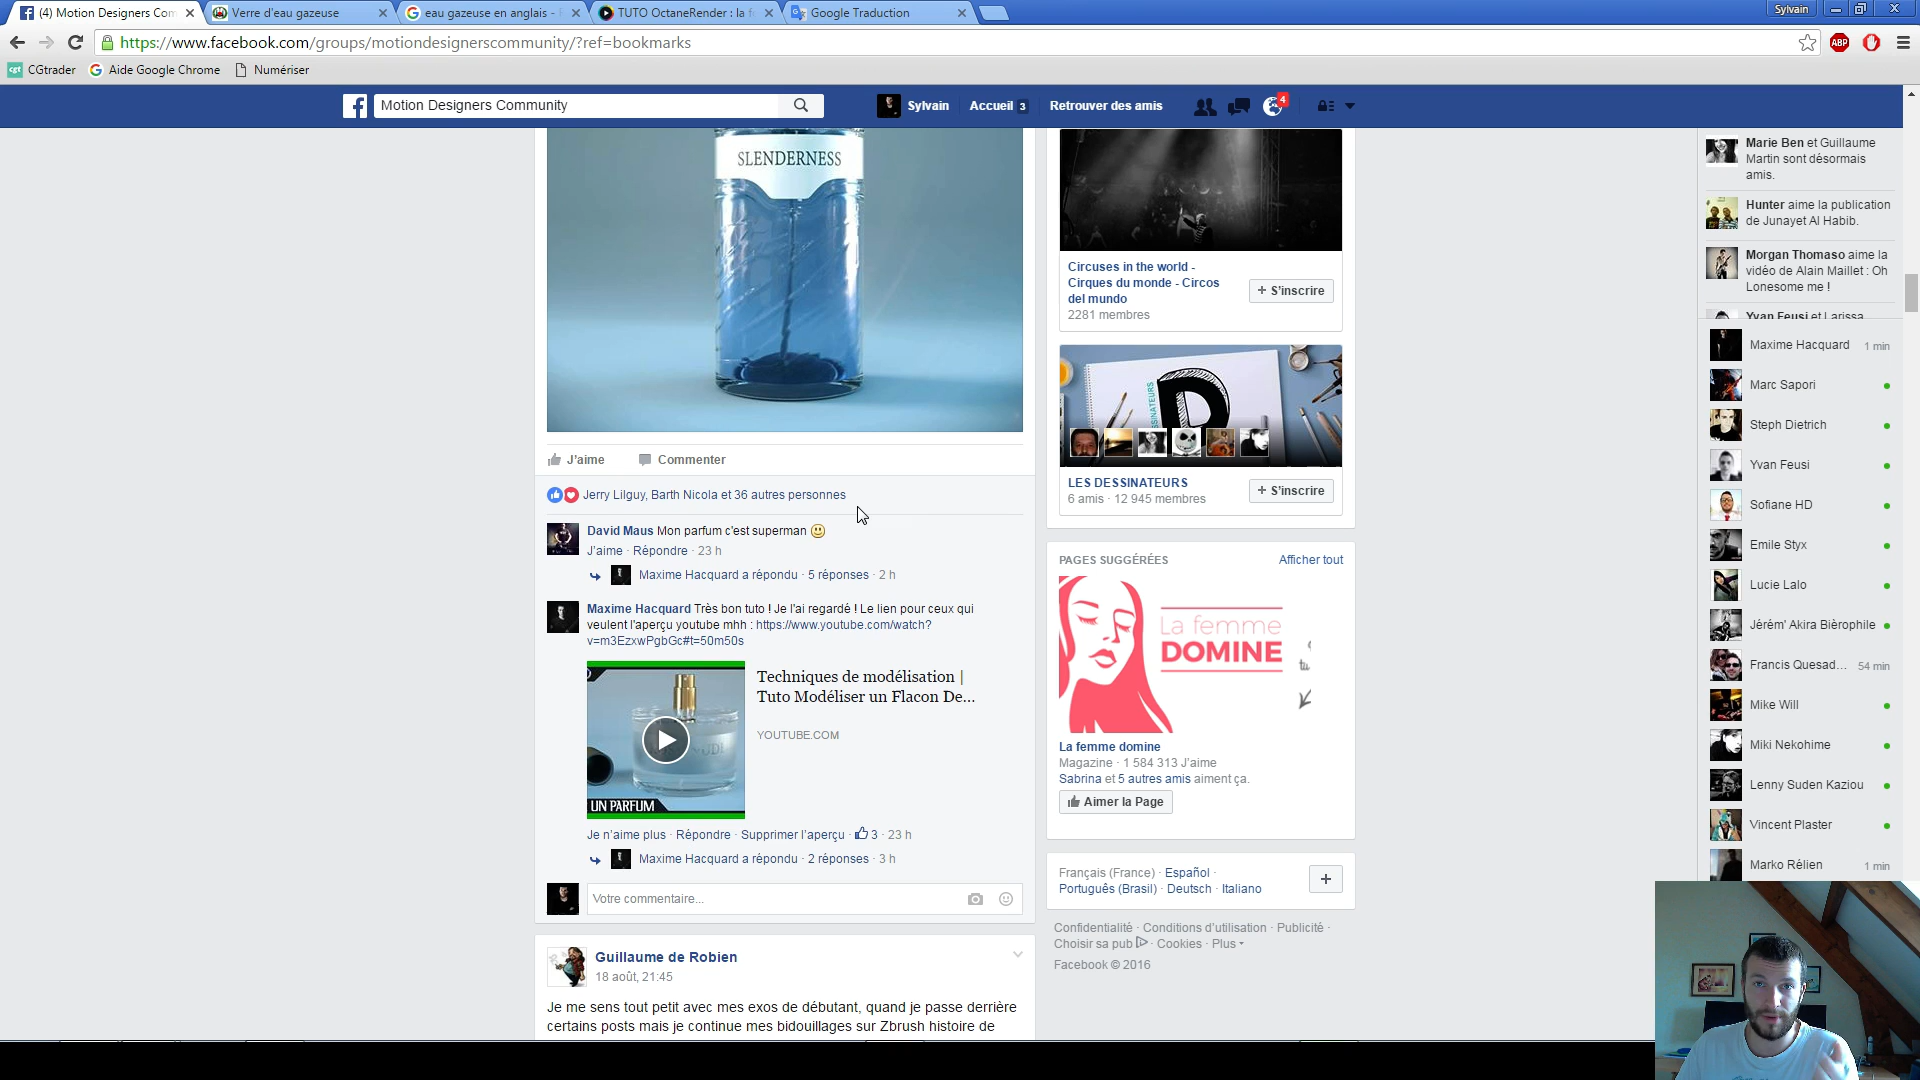 (4) Motion Designers Com
Verre d'eau gazeuse
eau gazeuse en anglais -
TUTO OctaneRender : la f
Google Traduction
Sylvain
https://www.facebook.com/groups/motiondesignerscommunity/?ref=bookmarks
ABP
CGtrader
Aide Google Chrome
Numériser
Motion Designers Community
Sylvain
Accueil 3
Retrouver des amis
4
SLENDERNESS
J'aime
Commenter
Jerry Lilguy, Barth Nicola et 36 autres personnes
David Maus Mon parfum c'est superman
J'aime · Répondre · 23 h
Maxime Hacquard a répondu · 5 réponses · 2 h
Maxime Hacquard Très bon tuto ! Je l'ai regardé ! Le lien pour ceux qui
veulent l'aperçu youtube mhh : https://www.youtube.com/watch?
v=m3EzxwPgbGc#t=50m50s
UN PARFUM
Techniques de modélisation |
Tuto Modéliser un Flacon De...
YOUTUBE.COM
Je n'aime plus · Répondre · Supprimer l'aperçu · 3 · 23 h
Maxime Hacquard a répondu · 2 réponses · 3 h
Votre commentaire...
Guillaume de Robien
18 août, 21:45
Je me sens tout petit avec mes exos de débutant, quand je passe derrière
certains posts mais je continue mes bidouillages sur Zbrush histoire de
Circuses in the world -
Cirques du monde - Circos
del mundo
2281 membres
+ S'inscrire
LES DESSINATEURS
6 amis · 12 945 membres
+ S'inscrire
PAGES SUGGÉRÉES
Afficher tout
La femme
DOMINE
La femme domine
Magazine · 1 584 313 J'aime
Sabrina et 5 autres amis aiment ça.
Aimer la Page
Français (France) · Español ·
Português (Brasil) · Deutsch · Italiano
+
Confidentialité · Conditions d'utilisation · Publicité ·
Choisir sa pub · Cookies · Plus
Facebook © 2016
Marie Ben et Guillaume
Martin sont désormais
amis.
Hunter aime la publication
de Junayet Al Habib.
Morgan Thomaso aime la
vidéo de Alain Maillet : Oh
Lonesome me !
Yvan Feusi et Larissa
Maxime Hacquard 1 min
Marc Sapori
Steph Dietrich
Yvan Feusi
Sofiane HD
Emile Styx
Lucie Lalo
Jérém' Akira Bièrophile
Francis Quesad... 54 min
Mike Will
Miki Nekohime
Lenny Suden Kaziou
Vincent Plaster
Marko Rélien 1 min